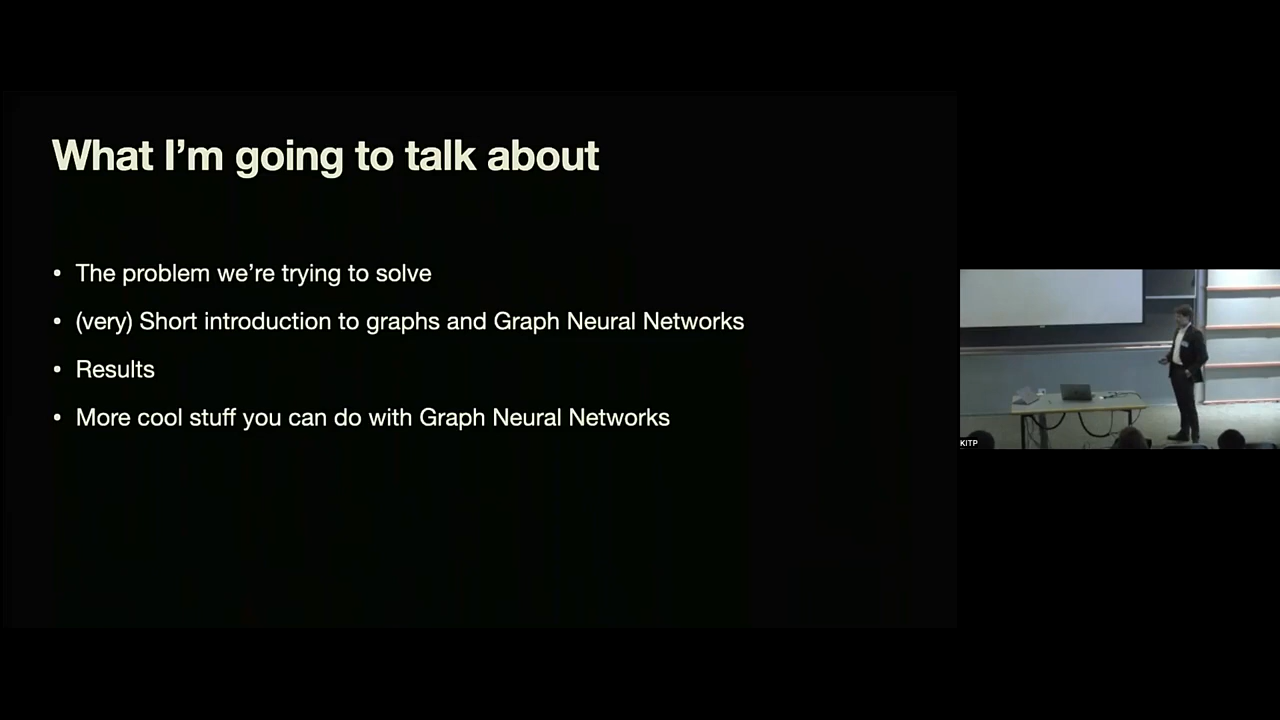 What I'm going to talk about
• The problem we're trying to solve
• (very) Short introduction to graphs and Graph Neural Networks
• Results
• More cool stuff you can do with Graph Neural Networks
KITP